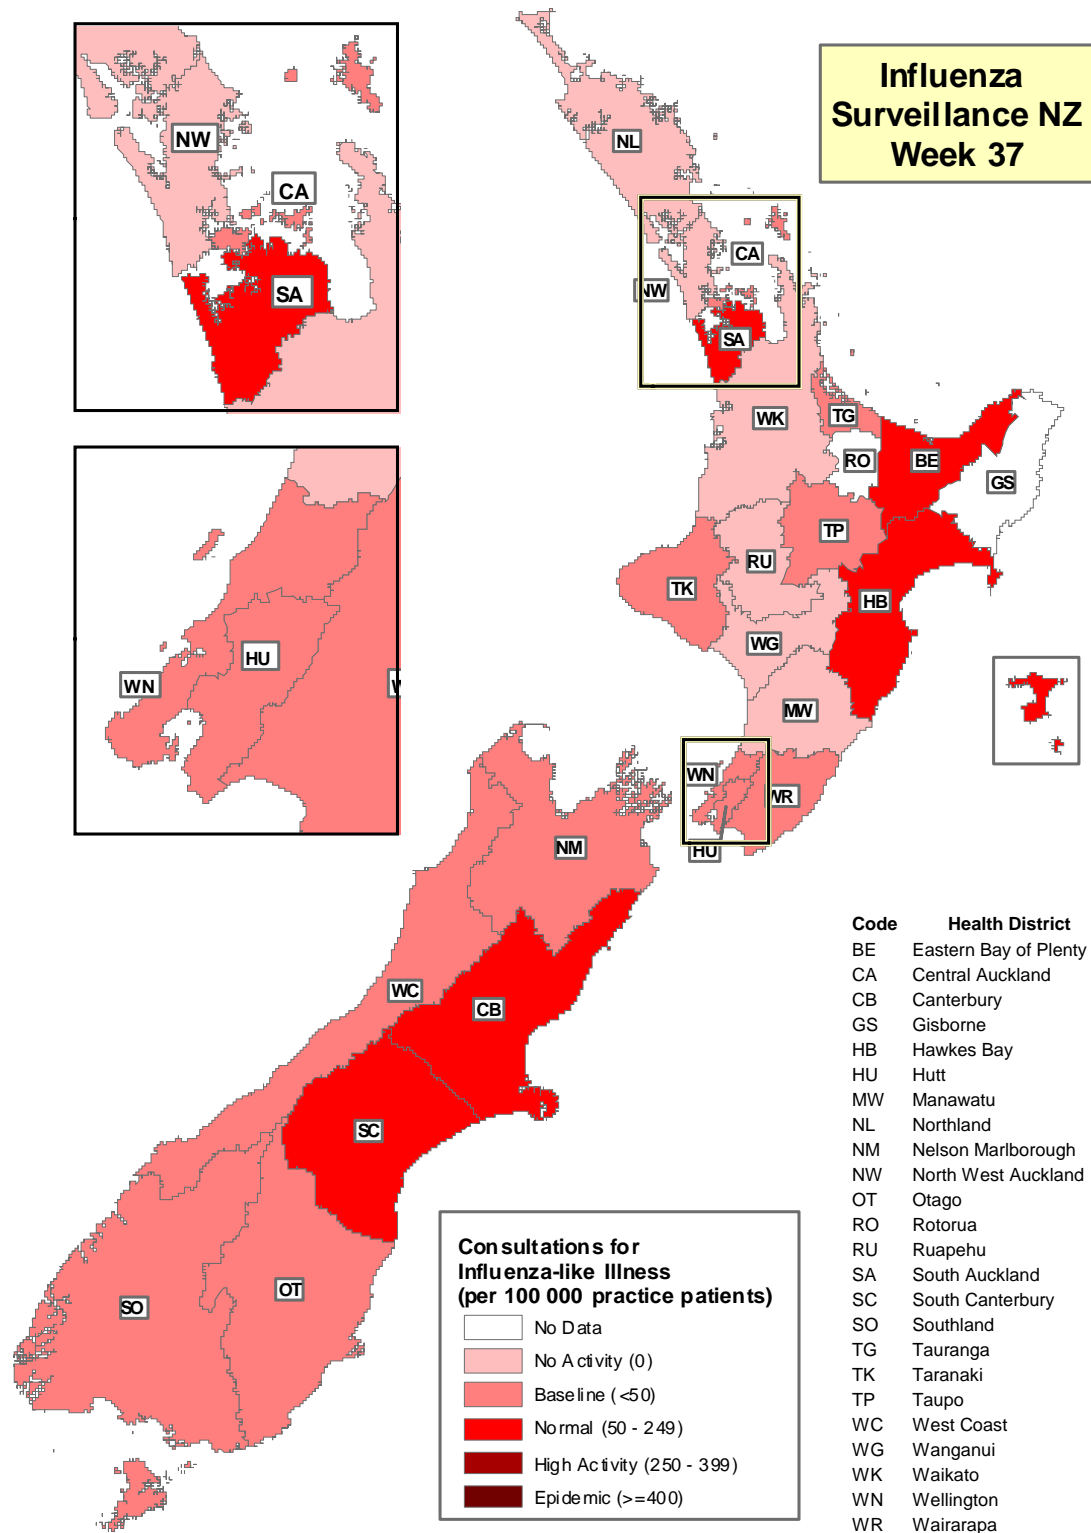 Influenza
Surveillance NZ
Week 37
NW
CA
SA
NL
CA
NW
SA
WK
TG
RO
BE
GS
TP
RU
TK
HB
WG
MW
HU
WN
WN
WR
HU
NM
WC
CB
SC
OT
SO
Consultations for
Influenza-like Illness
(per 100 000 practice patients)
No Data
No Activity (0)
Baseline (<50)
Normal (50 - 249)
High Activity (250 - 399)
Epidemic (>=400)
Code Health District
BE Eastern Bay of Plenty
CA Central Auckland
CB Canterbury
GS Gisborne
HB Hawkes Bay
HU Hutt
MW Manawatu
NL Northland
NM Nelson Marlborough
NW North West Auckland
OT Otago
RO Rotorua
RU Ruapehu
SA South Auckland
SC South Canterbury
SO Southland
TG Tauranga
TK Taranaki
TP Taupo
WC West Coast
WG Wanganui
WK Waikato
WN Wellington
WR Wairarapa